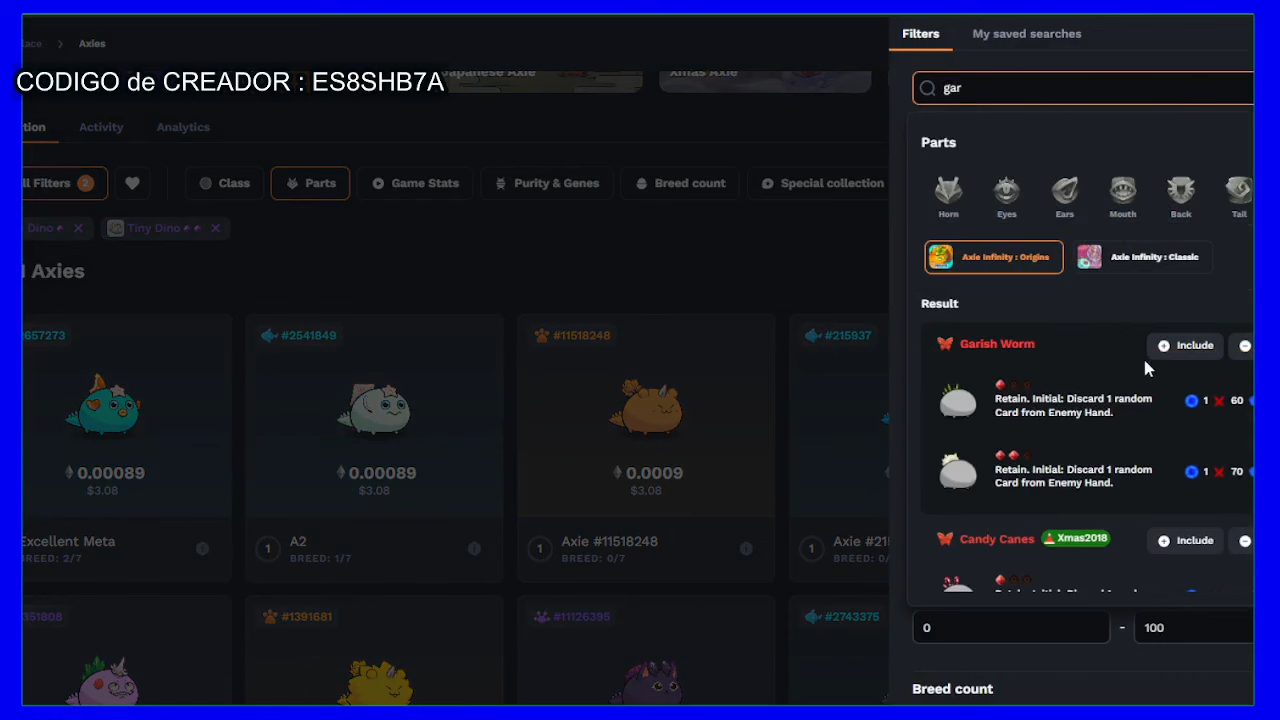 lace > Axies
CODIGO de CREADOR : ES8SHB7A
Japanese Axie
Xmas Axie
tion
Activity
Analytics
ll Filters 2
Class
Parts
Game Stats
Purity & Genes
Breed count
Special collection
Dino
Tiny Dino
Axies
657273
0.00089
$3.08
Excellent Meta
BREED: 2/7
#2541849
0.00089
$3.08
1
A2
BREED: 1/7
#11518248
0.0009
$3.08
1
Axie #11518248
BREED: 0/7
#215937
1
Axie #21
BREED: 0/
351808
#1391681
#11126395
#2743375
Filters
My saved searches
gar
Parts
Horn
Eyes
Ears
Mouth
Back
Tail
Axie Infinity : Origins
Axie Infinity : Classic
Result
Garish Worm
Include
Retain. Initial: Discard 1 random
Card from Enemy Hand.
1 60
Retain. Initial: Discard 1 random
Card from Enemy Hand.
1 70
Candy Canes
Xmas2018
Include
0 - 100
Breed count